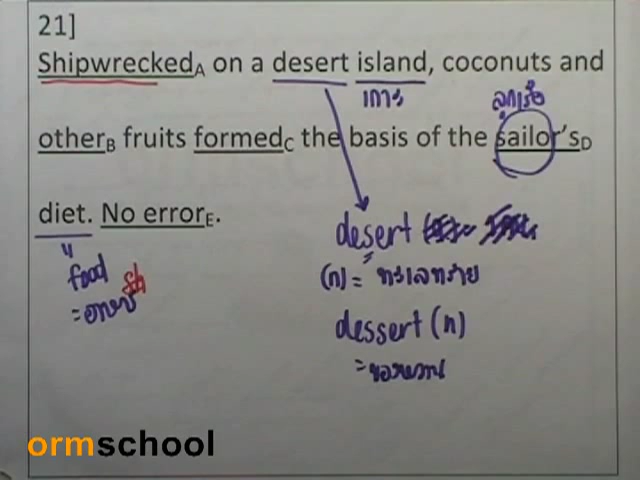 21]
Shipwrecked A on a desert island, coconuts and
เกาะ
ลูกเรือ
other B fruits formed C the basis of the sailor's D
diet. No error E.
desert
food
(n) = ทะเลทราย
= อาหาร
dessert (n)
= ของหวาน
ormschool